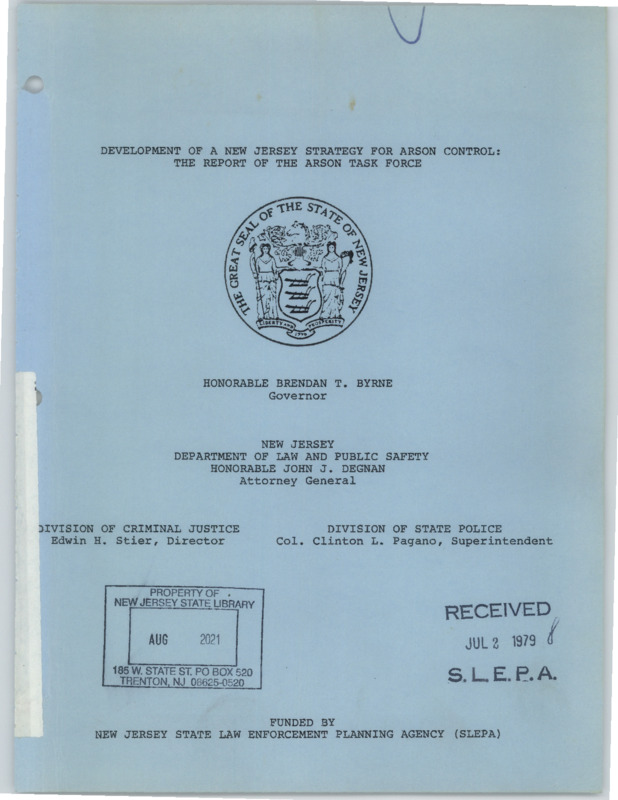 DEVELOPMENT OF A NEW JERSEY STRATEGY FOR ARSON CONTROL:
THE REPORT OF THE ARSON TASK FORCE
THE GREAT SEAL OF THE STATE OF NEW JERSEY
LIBERTY AND PROSPERITY
1776
HONORABLE BRENDAN T. BYRNE
Governor
NEW JERSEY
DEPARTMENT OF LAW AND PUBLIC SAFETY
HONORABLE JOHN J. DEGNAN
Attorney General
DIVISION OF CRIMINAL JUSTICE
Edwin H. Stier, Director
DIVISION OF STATE POLICE
Col. Clinton L. Pagano, Superintendent
PROPERTY OF
NEW JERSEY STATE LIBRARY
AUG 2021
185 W. STATE ST. PO BOX 520
TRENTON, NJ 08625-0520
RECEIVED
JUL 2 1979
S. L. E. P. A.
FUNDED BY
NEW JERSEY STATE LAW ENFORCEMENT PLANNING AGENCY (SLEPA)